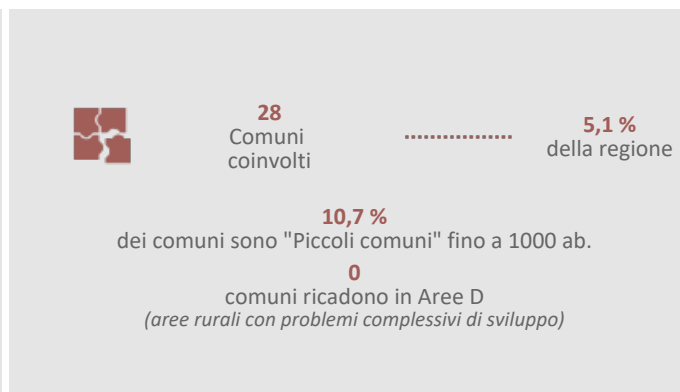 28
Comuni
coinvolti
5,1 %
della regione
10,7 %
dei comuni sono "Piccoli comuni" fino a 1000 ab.
0
comuni ricadono in Aree D
(aree rurali con problemi complessivi di sviluppo)